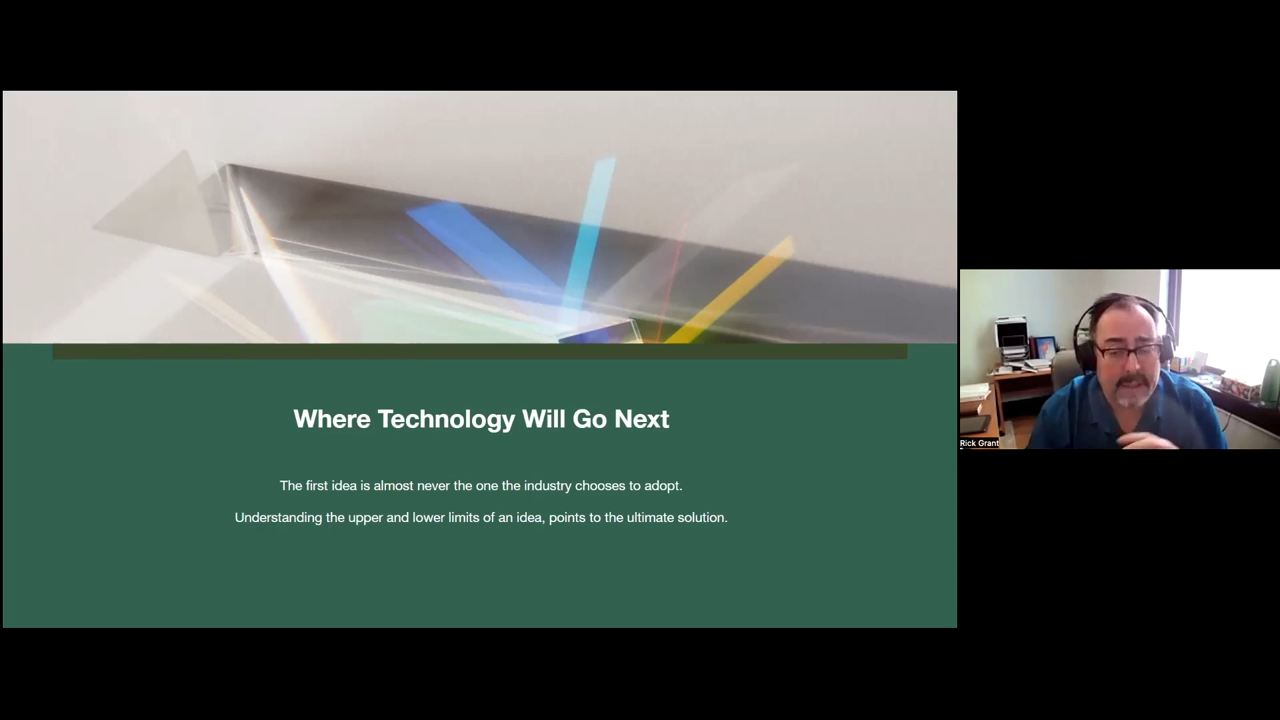 Where Technology Will Go Next
The first idea is almost never the one the industry chooses to adopt.
Understanding the upper and lower limits of an idea, points to the ultimate solution.
Rick Grant